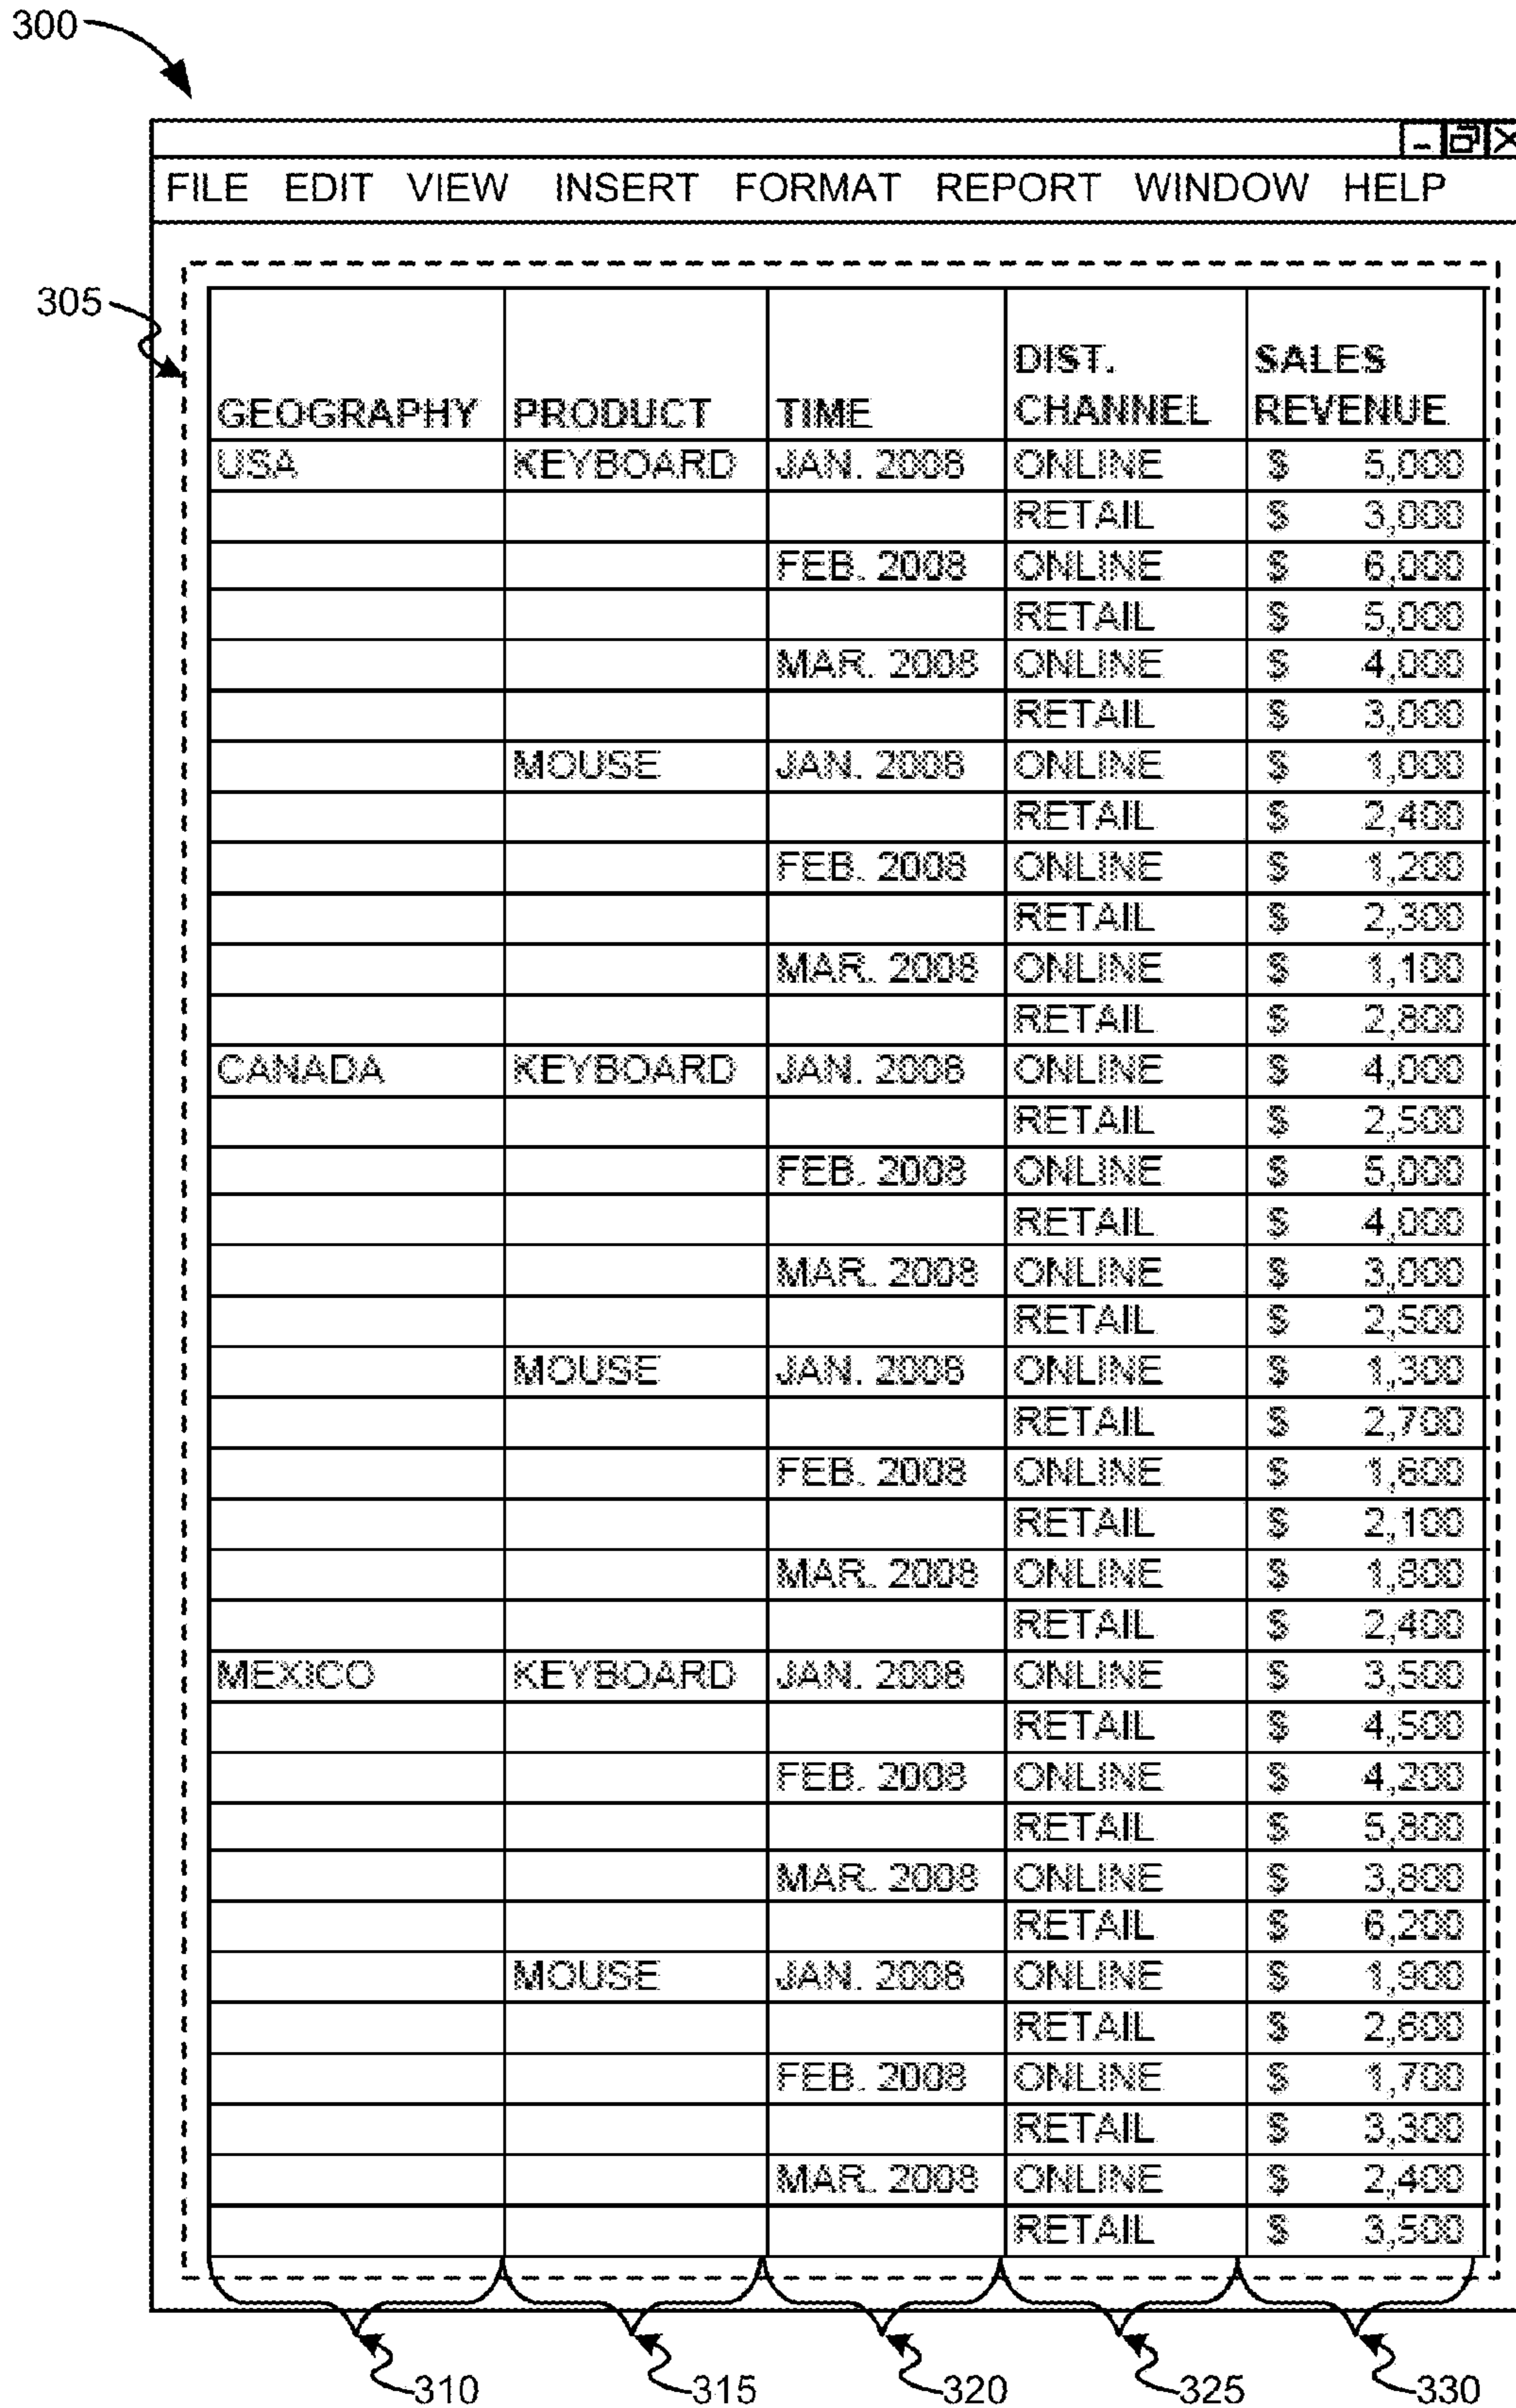 300
FILE EDIT VIEW INSERT FORMAT REPORT WINDOW HELP
305
GEOGRAPHY PRODUCT TIME DIST. CHANNEL SALES REVENUE
USA KEYBOARD JAN. 2008 ONLINE $ 5,000
RETAIL $ 3,000
FEB. 2008 ONLINE $ 6,000
RETAIL $ 5,000
MAR. 2008 ONLINE $ 4,000
RETAIL $ 3,000
MOUSE JAN. 2008 ONLINE $ 1,000
RETAIL $ 2,400
FEB. 2008 ONLINE $ 1,200
RETAIL $ 2,300
MAR. 2008 ONLINE $ 1,100
RETAIL $ 2,800
CANADA KEYBOARD JAN. 2008 ONLINE $ 4,000
RETAIL $ 2,500
FEB. 2008 ONLINE $ 5,000
RETAIL $ 4,000
MAR. 2008 ONLINE $ 3,000
RETAIL $ 2,500
MOUSE JAN. 2008 ONLINE $ 1,300
RETAIL $ 2,700
FEB. 2008 ONLINE $
RETAIL $ 2,100
MAR. 2008 ONLINE $ 1,800
RETAIL $ 2,400
MEXICO KEYBOARD JAN. 2008 ONLINE $ 3,500
RETAIL $ 4,500
FEB. 2008 ONLINE $ 4,200
RETAIL $ 5,800
MAR. 2008 ONLINE $ 3,800
RETAIL $ 6,200
MOUSE JAN. 2008 ONLINE $ 1,900
RETAIL $ 2,600
FEB. 2008 ONLINE $ 1,700
RETAIL $ 3,300
MAR. 2008 ONLINE $ 2,400
RETAIL $ 3,500
310 315 320 325 330